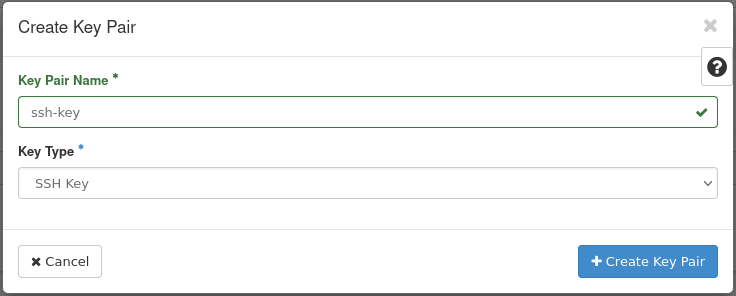 Create Key Pair ✖
?
Key Pair Name *
ssh-key
Key Type *
SSH Key
✖ Cancel
+ Create Key Pair